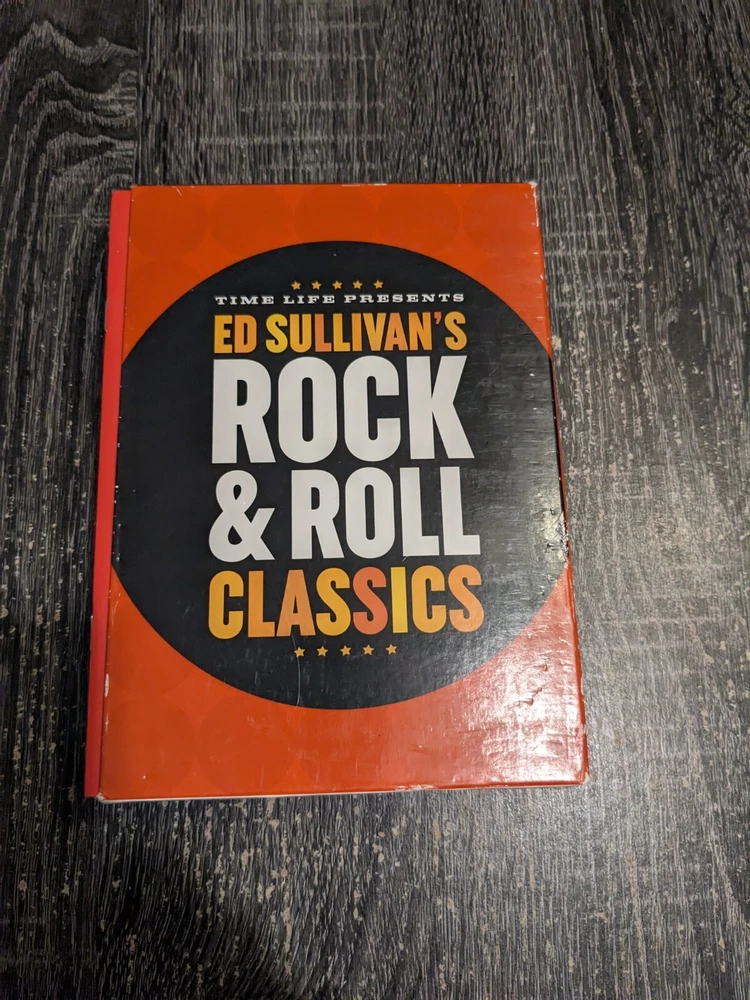 TIME LIFE PRESENTS
ED SULLIVAN'S
ROCK
& ROLL
CLASSICS